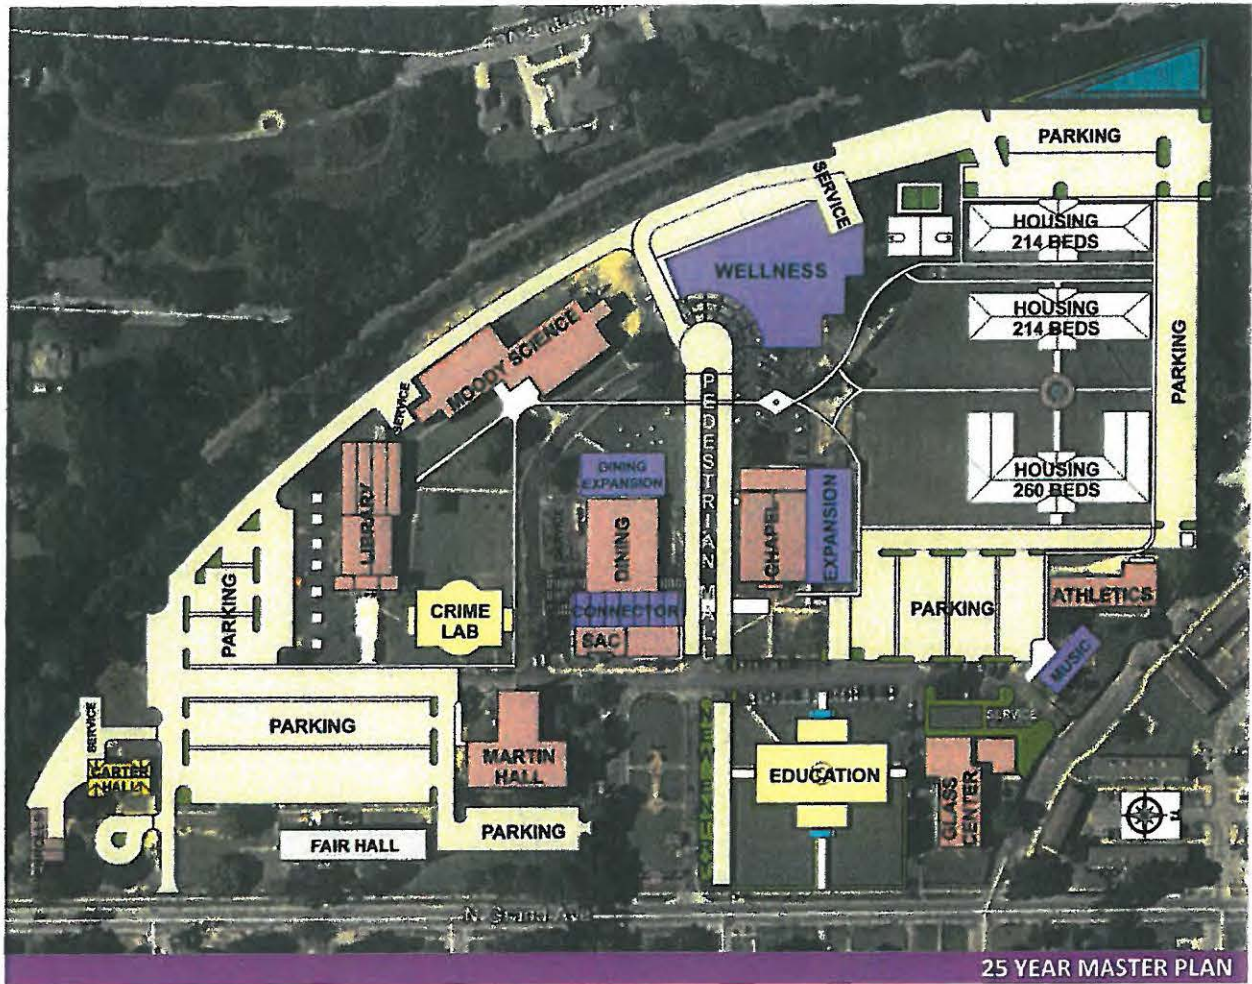 PARKING
SERVICE
HOUSING
214 BEDS
WELLNESS
HOUSING
214 BEDS
MOODY SCIENCE
SERVICE
PARKING
PEDESTRIAN MALL
DINING
EXPANSION
HOUSING
260 BEDS
LIBRARY
DINING
CHAPEL
EXPANSION
PARKING
CRIME
LAB
CONNECTOR
SAC
PARKING
ATHLETICS
MUSIC
SERVICE
PARKING
MARTIN
HALL
EDUCATION
SERVICE
GLASS
CENTER
CARTER
HALL
FAIR HALL
PARKING
N. Grand Ave
25 YEAR MASTER PLAN